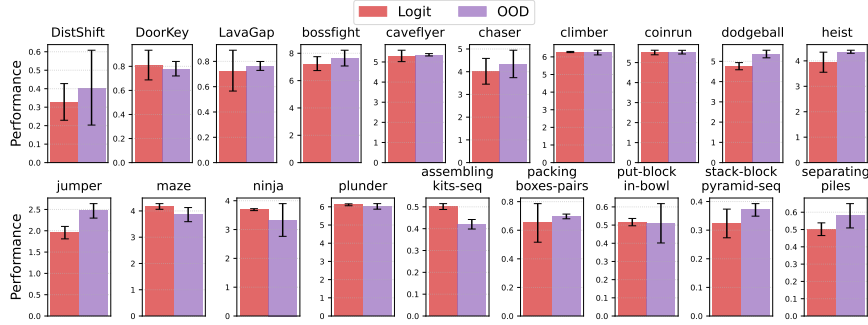 Logit OOD
DistShift DoorKey LavaGap bossfight caveflyer chaser climber coinrun dodgeball heist
Performance
0.6 0.5 0.4 0.3 0.2 0.1 0.0
0.8 0.6 0.4 0.2 0.0
0.8 0.6 0.4 0.2 0.0
8 6 4 2 0
5 4 3 2 1 0
5 4 3 2 1 0
6 5 4 3 2 1 0
5 4 3 2 1 0
5 4 3 2 1 0
4 3 2 1 0
jumper maze ninja plunder assembling kits-seq packing boxes-pairs put-block in-bowl stack-block pyramid-seq separating piles
Performance
2.5 2.0 1.5 1.0 0.5 0.0
4 3 2 1 0
4 3 2 1 0
6 5 4 3 2 1 0
0.5 0.4 0.3 0.2 0.1 0.0
0.8 0.6 0.4 0.2 0.0
0.6 0.5 0.4 0.3 0.2 0.1 0.0
0.4 0.3 0.2 0.1 0.0
0.6 0.5 0.4 0.3 0.2 0.1 0.0